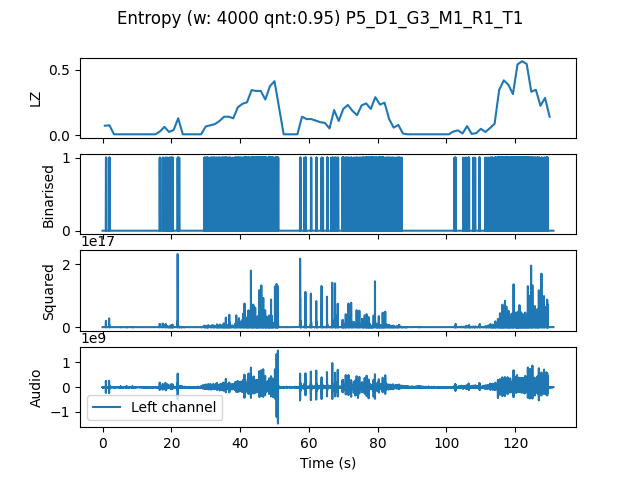 Entropy (w: 4000 qnt:0.95) P5_D1_G3_M1_R1_T1
LZ
0.5
0.0
Binarised
1
0
1e17
Squared
2
0
1e9
Audio
1
0
−1
Left channel
0 20 40 60 80 100 120
Time (s)